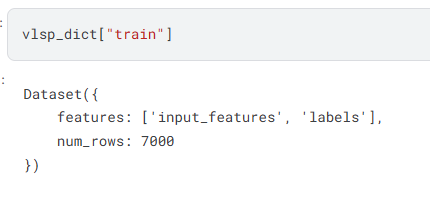 :
vlsp_dict["train"]
:
Dataset({
    features: ['input_features', 'labels'],
    num_rows: 7000
})